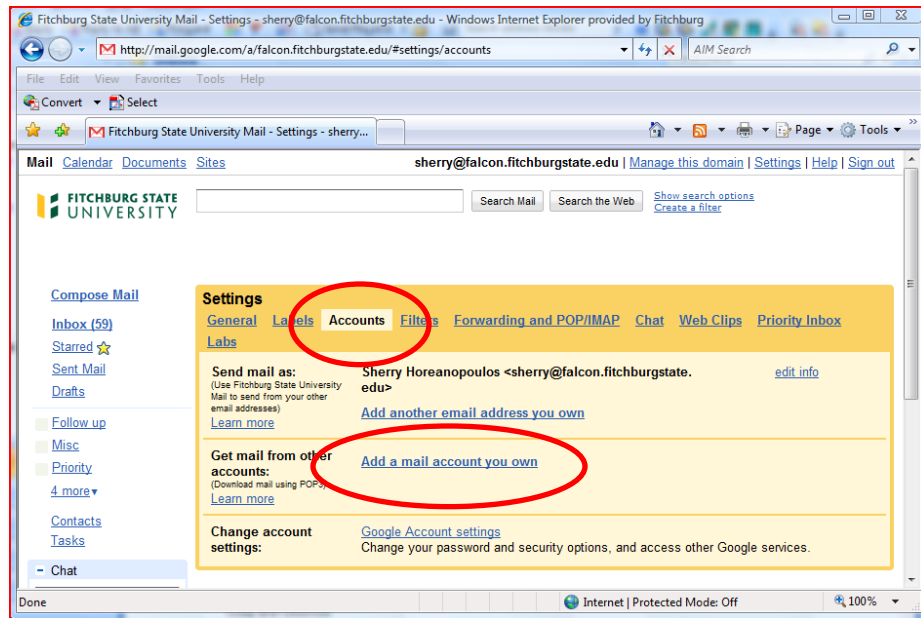 Fitchburg State University Mail - Settings - sherry@falcon.fitchburgstate.edu - Windows Internet Explorer provided by Fitchburg
http://mail.google.com/a/falcon.fitchburgstate.edu/#settings/accounts
AIM Search
File Edit View Favorites Tools Help
Convert Select
Fitchburg State University Mail - Settings - sherry...
Page Tools »
Mail Calendar Documents Sites sherry@falcon.fitchburgstate.edu | Manage this domain | Settings | Help | Sign out
FITCHBURG STATE
UNIVERSITY
Search Mail Search the Web
Show search options
Create a filter
Compose Mail
Inbox (59)
Starred
Sent Mail
Drafts
Follow up
Misc
Priority
4 more▾
Contacts
Tasks
– Chat
Settings
General Labels Accounts Filters Forwarding and POP/IMAP Chat Web Clips Priority Inbox
Labs
Send mail as:
(Use Fitchburg State University
Mail to send from your other
email addresses)
Learn more
Sherry Horeanopoulos <sherry@falcon.fitchburgstate.
edu>
edit info
Add another email address you own
Get mail from other
accounts:
(Download mail using POP3)
Learn more
Add a mail account you own
Change account
settings:
Google Account settings
Change your password and security options, and access other Google services.
Done Internet | Protected Mode: Off 100%